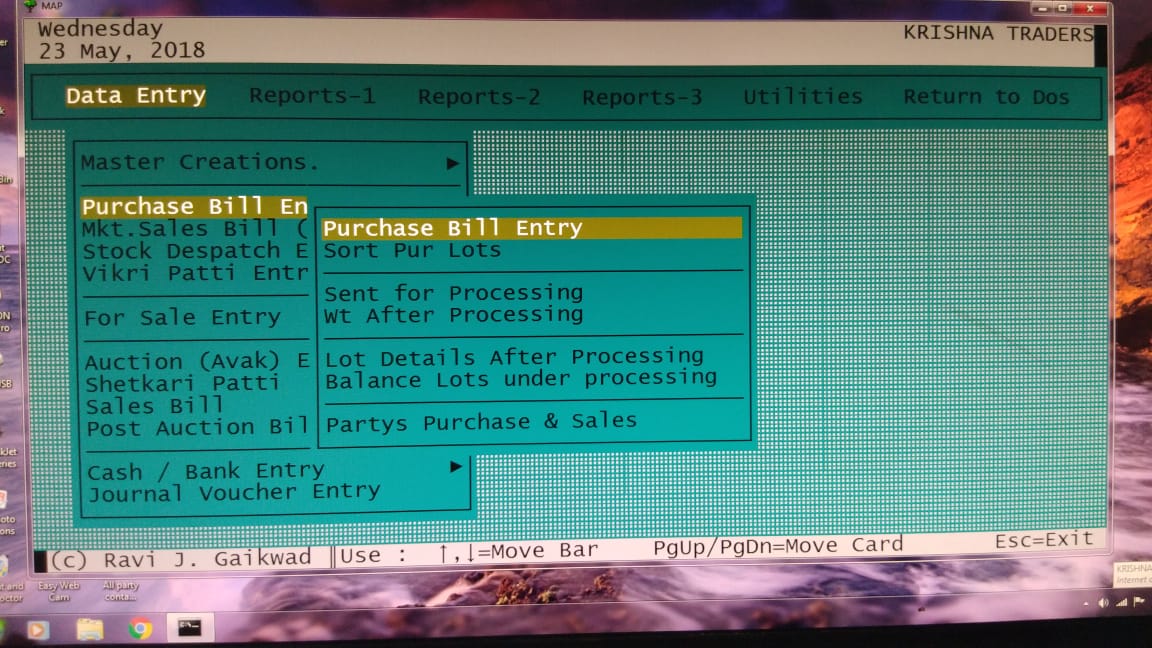 MAP
Wednesday
23 May, 2018
KRISHNA TRADERS
Data Entry Reports-1 Reports-2 Reports-3 Utilities Return to Dos
Master Creations. ►
Purchase Bill En
Mkt.Sales Bill (
Stock Despatch E
Vikri Patti Entr
For Sale Entry
Auction (Avak) E
Shetkari Patti
Sales Bill
Post Auction Bil
Cash / Bank Entry ►
Journal Voucher Entry
Purchase Bill Entry
Sort Pur Lots
Sent for Processing
Wt After Processing
Lot Details After Processing
Balance Lots under processing
Partys Purchase & Sales
(C) Ravi J. Gaikwad ║Use : ↑,↓=Move Bar PgUp/PgDn=Move Card Esc=Exit
Easy Web
Cam
All party
conta...
KRISHNA
Internet